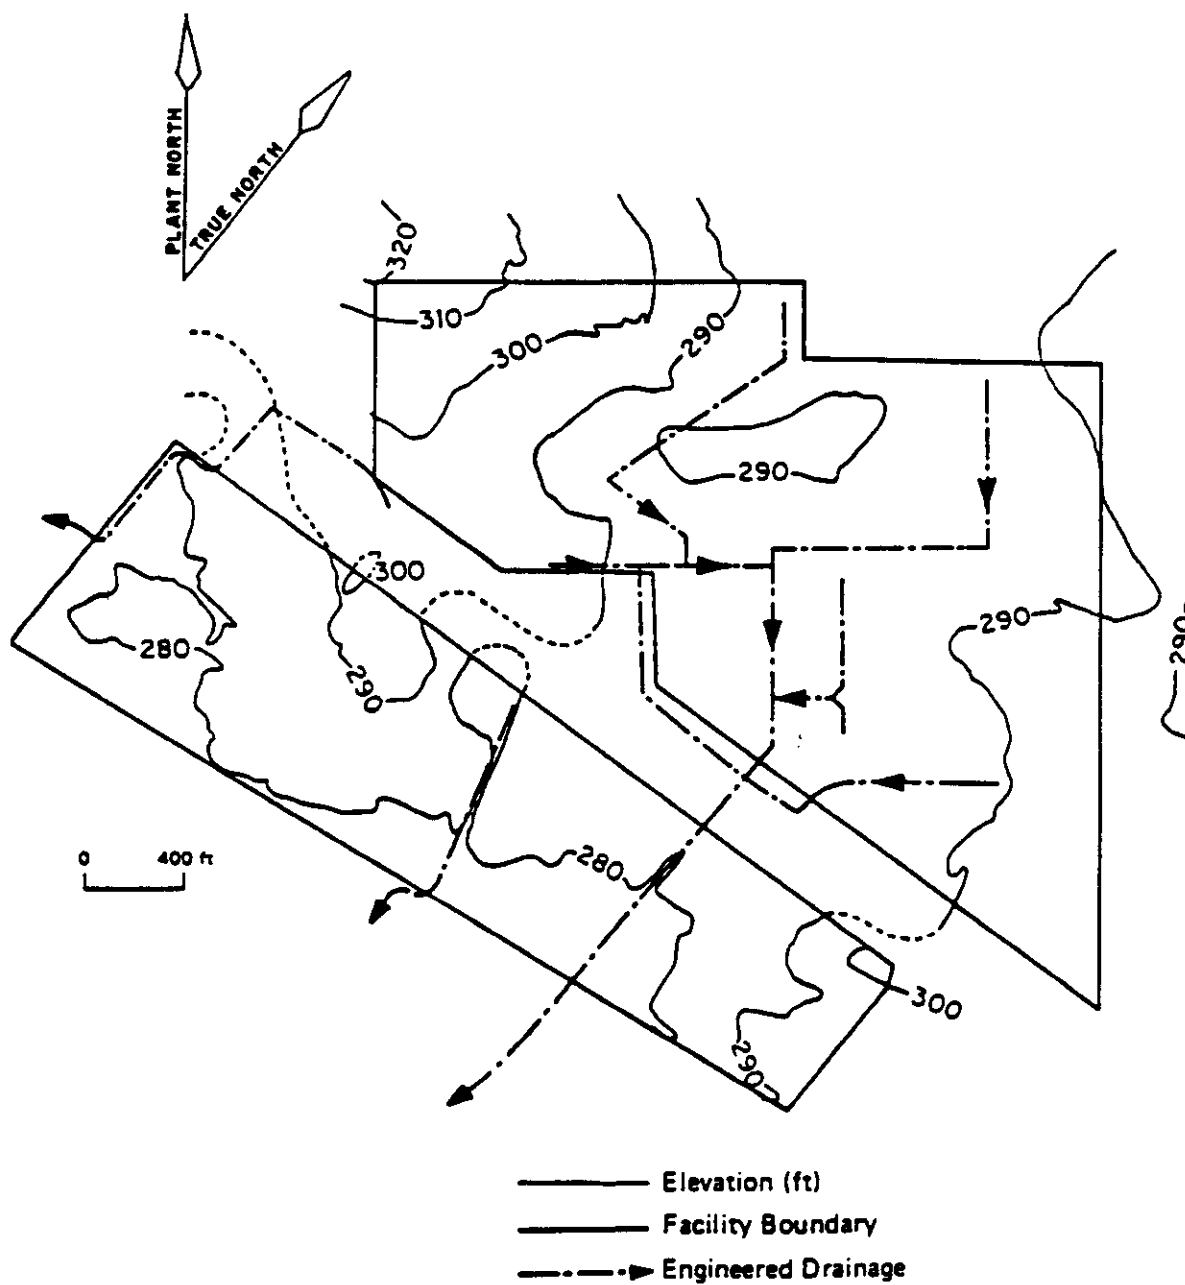 PLANT NORTH
TRUE NORTH
320
310
300
290
290
300
290
290
280
290
280
0 400 ft
300
290
Elevation (ft)
Facility Boundary
Engineered Drainage